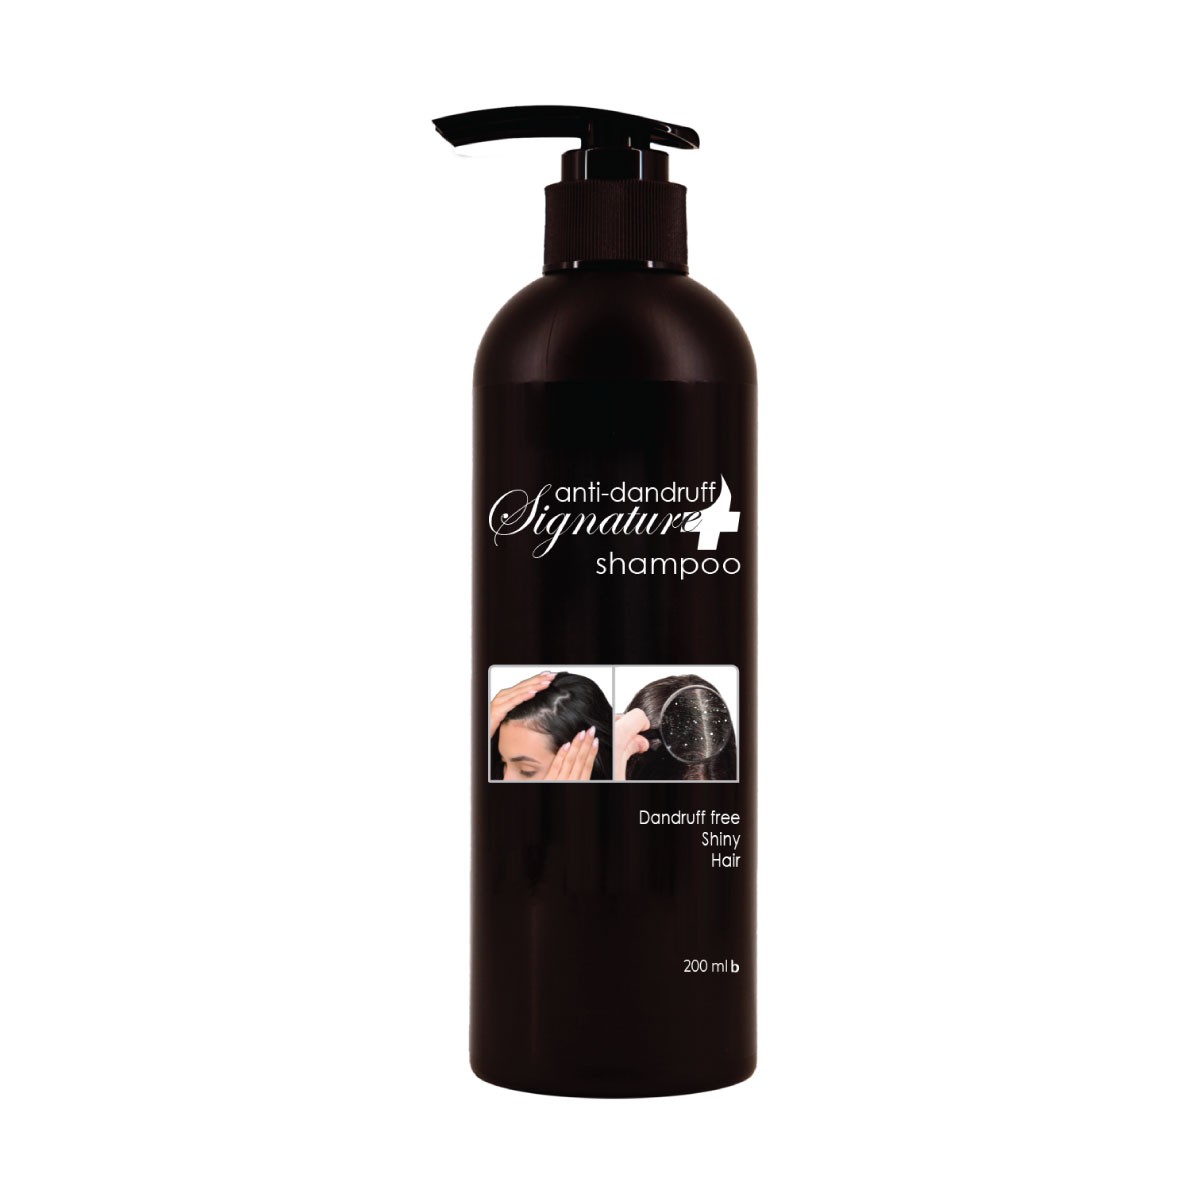 anti-dandruff
Signature
shampoo
Dandruff free
Shiny
Hair
200 ml b